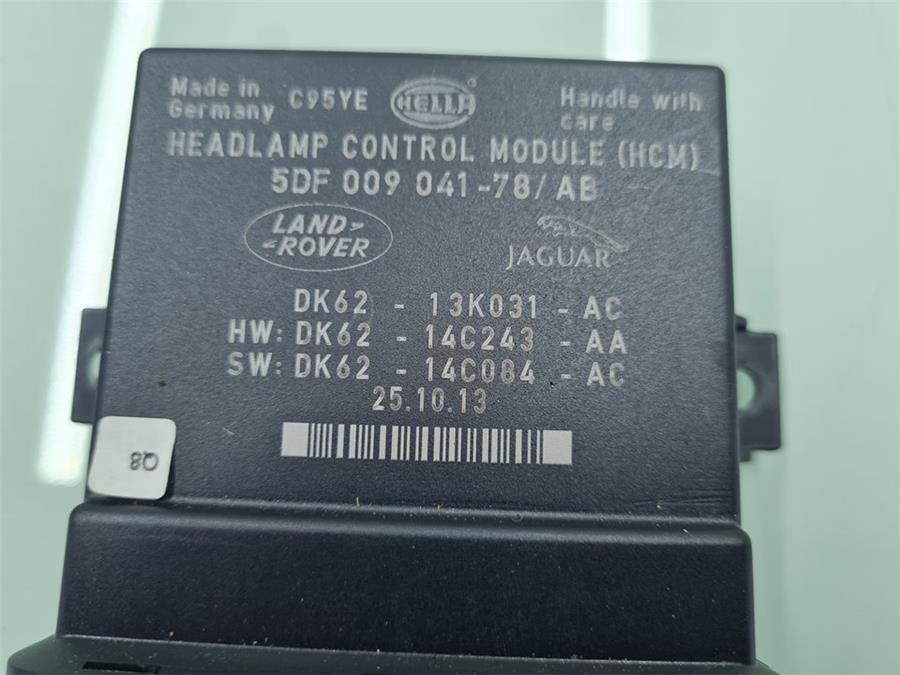 Made in
Germany
C95YE
HELLA
Handle with
care
HEADLAMP CONTROL MODULE (HCM)
5DF 009 041-78/AB
LAND
ROVER
JAGUAR
DK62 - 13K031 - AC
HW: DK62 - 14C243 - AA
SW: DK62 - 14C084 - AC
25.10.13
Q8